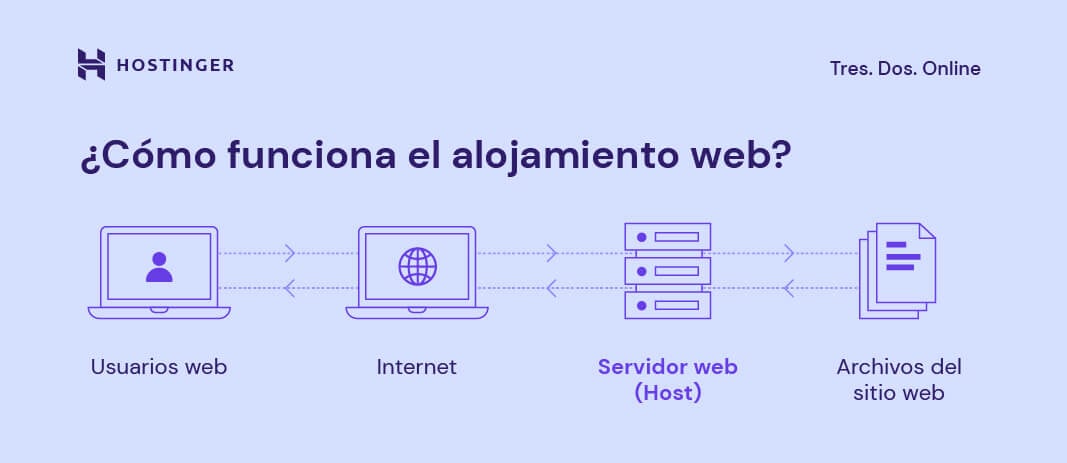 HOSTINGER
Tres. Dos. Online
¿Cómo funciona el alojamiento web?
Usuarios web
Internet
Servidor web
(Host)
Archivos del
sitio web